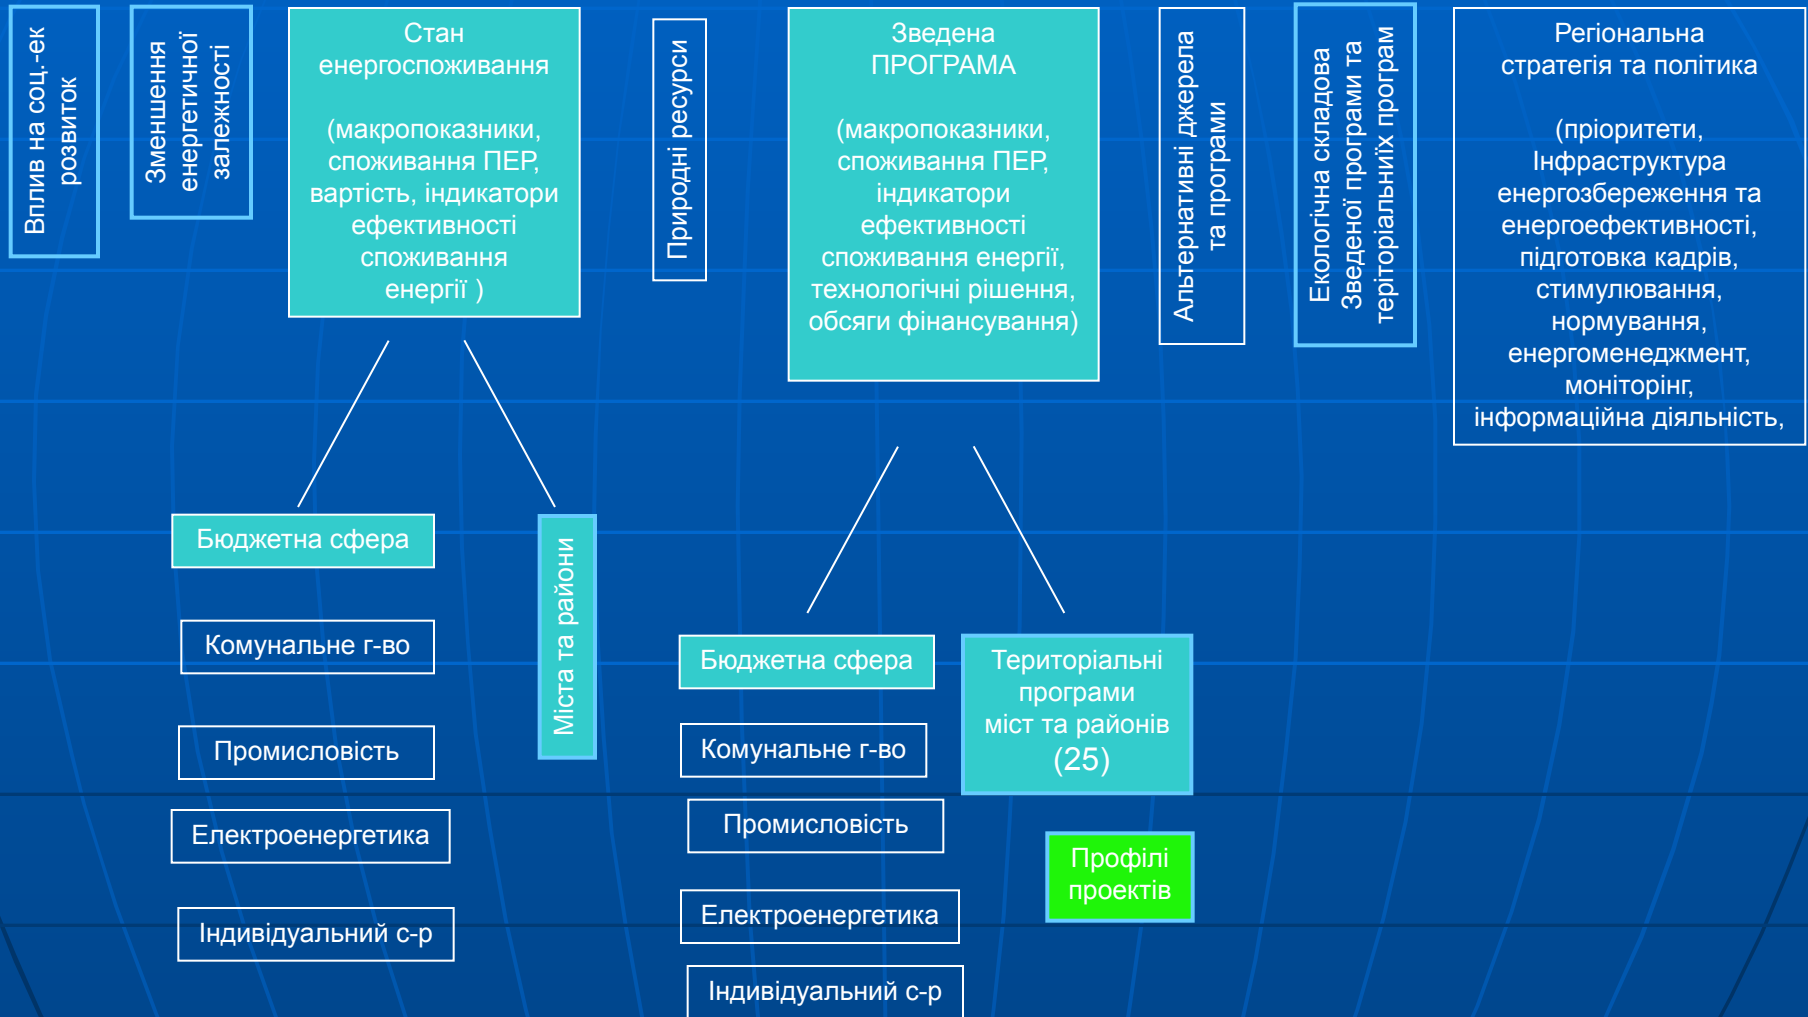 Вплив на соц.-ек
розвиток
Зменшення
енергетичної
залежності
Стан
енергоспоживання
(макропоказники,
споживання ПЕР,
вартість, індикатори
ефективності
споживання
енергії )
Природні ресурси
Зведена
ПРОГРАМА
(макропоказники,
споживання ПЕР,
індикатори
ефективності
споживання енергії,
технологічні рішення,
обсяги фінансування)
Альтернативні джерела
та програми
Екологічна складова
Зведеної програми та
теріторіальниїх програм
Регіональна
стратегія та політика
(пріоритети,
Інфраструктура
енергозбереження та
енергоефективності,
підготовка кадрів,
стимулювання,
нормування,
енергоменеджмент,
моніторінг,
інформаційна діяльність,
Бюджетна сфера
Комунальне г-во
Промисловість
Електроенергетика
Індивідуальний с-р
Міста та райони
Бюджетна сфера
Комунальне г-во
Промисловість
Електроенергетика
Індивідуальний с-р
Територіальні
програми
міст та районів
(25)
Профілі
проектів